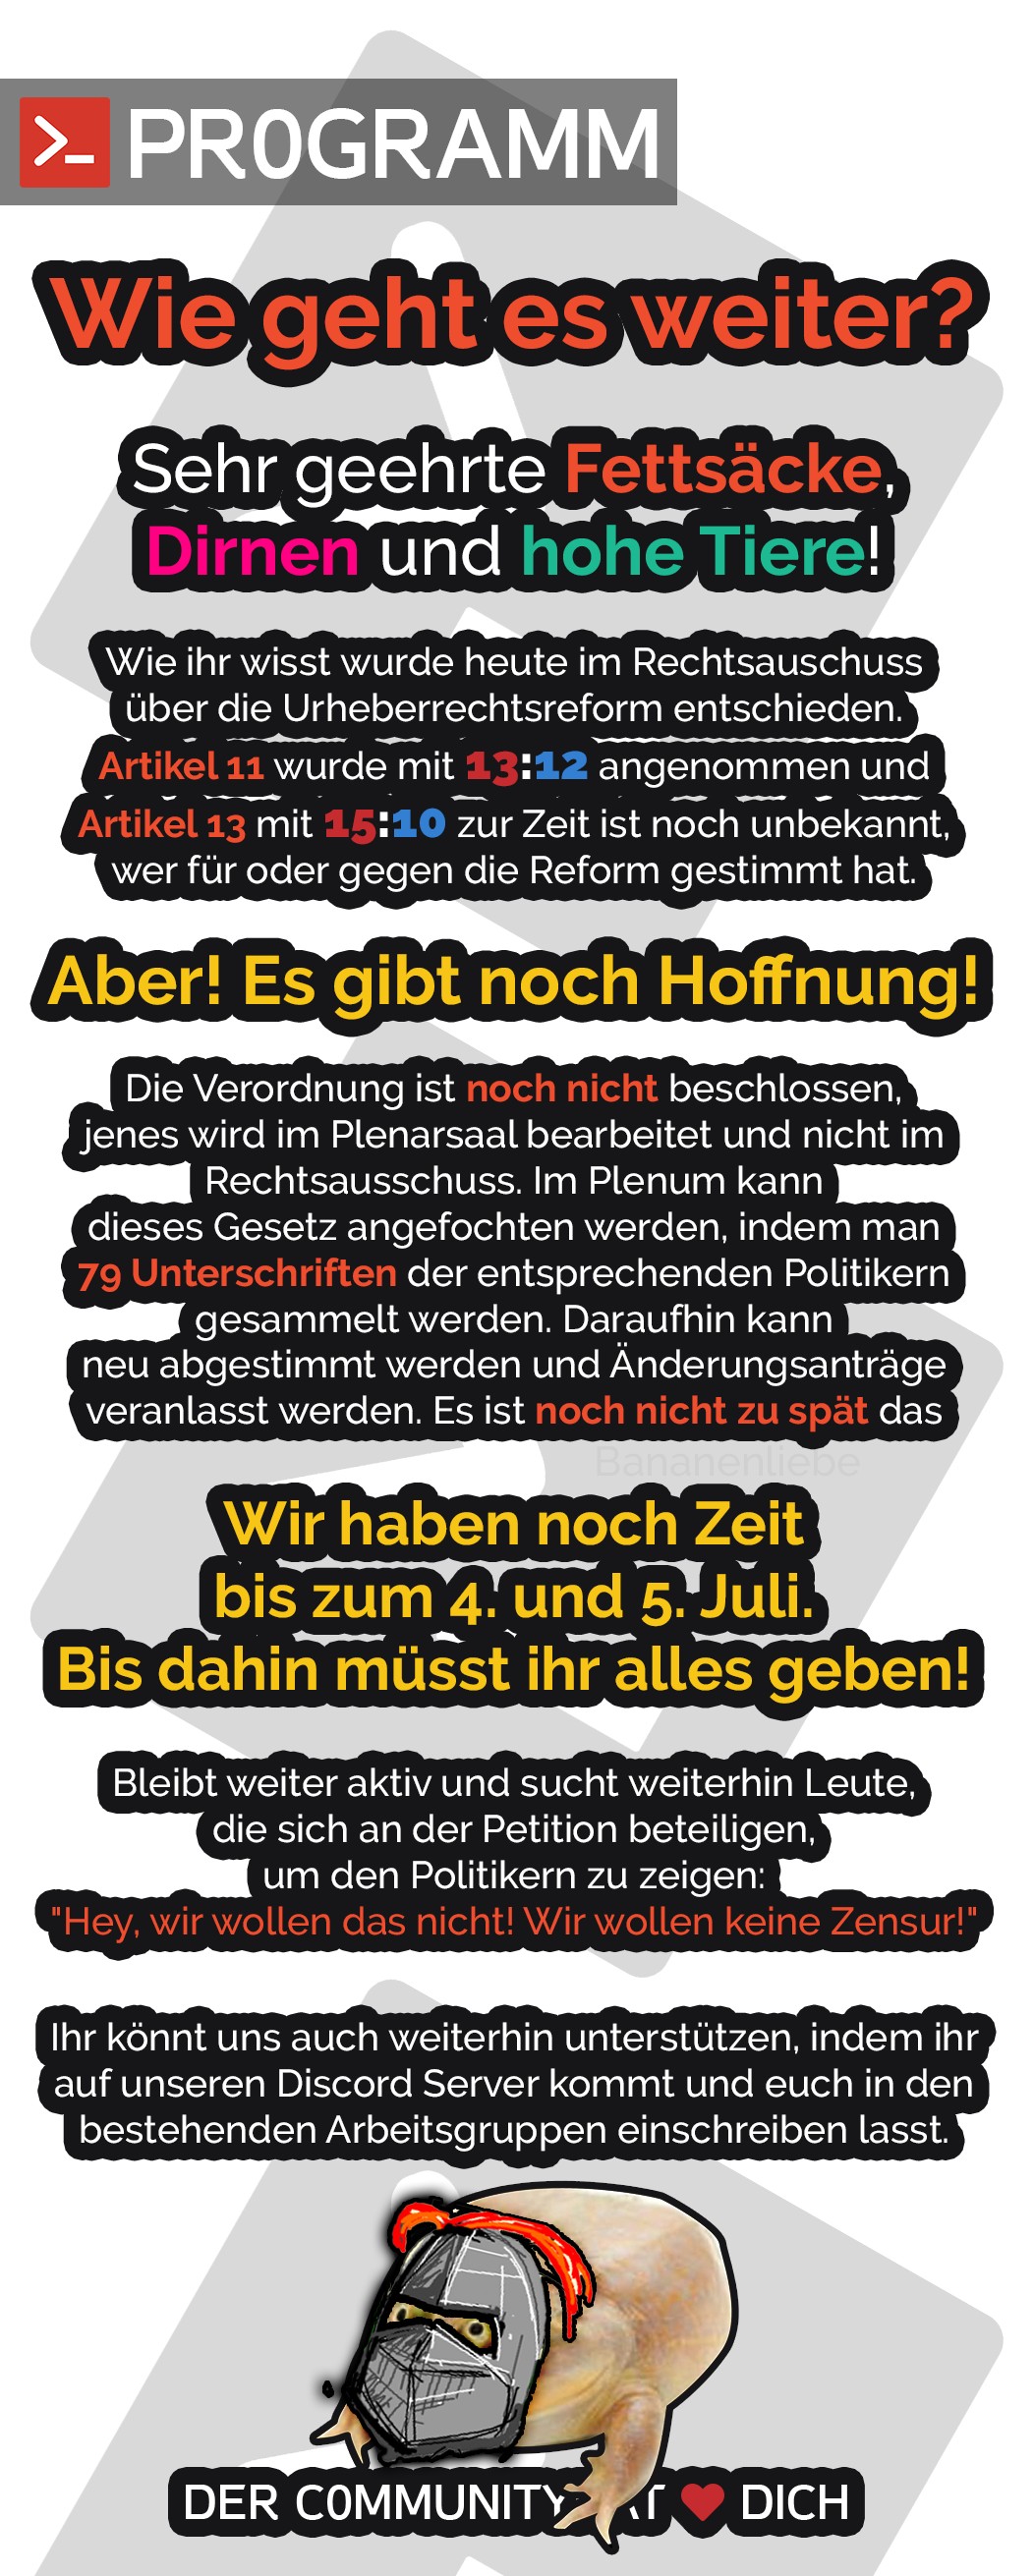 >_ PR0GRAMM
Wie geht es weiter?
Sehr geehrte Fettsäcke,
Dirnen und hohe Tiere!
Wie ihr wisst wurde heute im Rechtsauschuss
über die Urheberrechtsreform entschieden.
Artikel 11 wurde mit 13:12 angenommen und
Artikel 13 mit 15:10 zur Zeit ist noch unbekannt,
wer für oder gegen die Reform gestimmt hat.
Aber! Es gibt noch Hoffnung!
Die Verordnung ist noch nicht beschlossen,
jenes wird im Plenarsaal bearbeitet und nicht im
Rechtsausschuss. Im Plenum kann
dieses Gesetz angefochten werden, indem man
79 Unterschriften der entsprechenden Politikern
gesammelt werden. Daraufhin kann
neu abgestimmt werden und Änderungsanträge
veranlasst werden. Es ist noch nicht zu spät das
Bananenliebe
Wir haben noch Zeit
bis zum 4. und 5. Juli.
Bis dahin müsst ihr alles geben!
Bleibt weiter aktiv und sucht weiterhin Leute,
die sich an der Petition beteiligen,
um den Politikern zu zeigen:
"Hey, wir wollen das nicht! Wir wollen keine Zensur!"
Ihr könnt uns auch weiterhin unterstützen, indem ihr
auf unseren Discord Server kommt und euch in den
bestehenden Arbeitsgruppen einschreiben lasst.
DER C0MMUNITY ❤ DICH